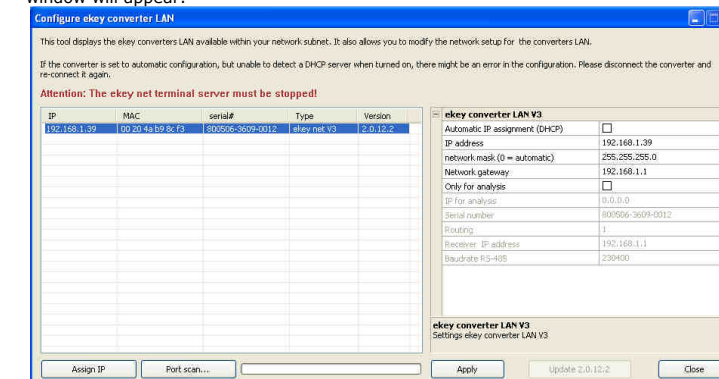 window will appear:
Configure ekey converter LAN
This tool displays the ekey converters LAN available within your network subnet. It also allows you to modify the network setup for the converters LAN.
If the converter is set to automatic configuration, but unable to detect a DHCP server when turned on, there might be an error in the configuration. Please disconnect the converter and
re-connect it again.
Attention: The ekey net terminal server must be stopped!
IP MAC serial# Type Version
192.168.1.39 00 20 4a b9 8c f3 800506-3609-0012 ekey net V3 2.0.12.2
ekey converter LAN V3
Automatic IP assignment (DHCP)
IP address 192.168.1.39
network mask (0 = automatic) 255.255.255.0
Network gateway 192.168.1.1
Only for analysis
IP for analysis 0.0.0.0
Serial number 800506-3609-0012
Routing 1
Receiver IP address 192.168.1.1
Baudrate RS-485 230400
ekey converter LAN V3
Settings ekey converter LAN V3
Assign IP Port scan... Apply Update 2.0.12.2 Close